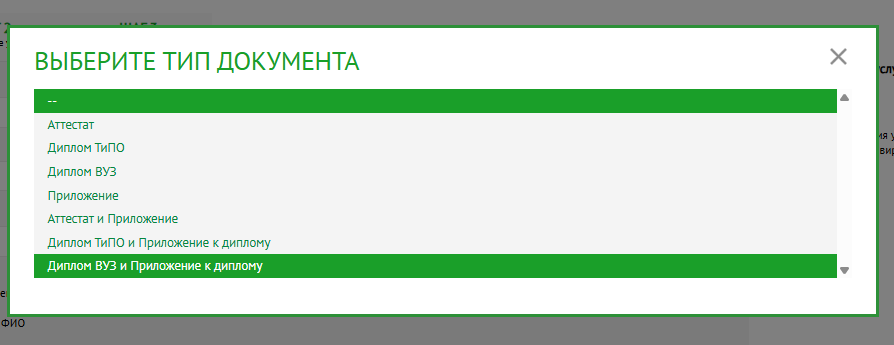 ВЫБЕРИТЕ ТИП ДОКУМЕНТА
--
Аттестат
Диплом ТиПО
Диплом ВУЗ
Приложение
Аттестат и Приложение
Диплом ТиПО и Приложение к диплому
Диплом ВУЗ и Приложение к диплому
ФИО